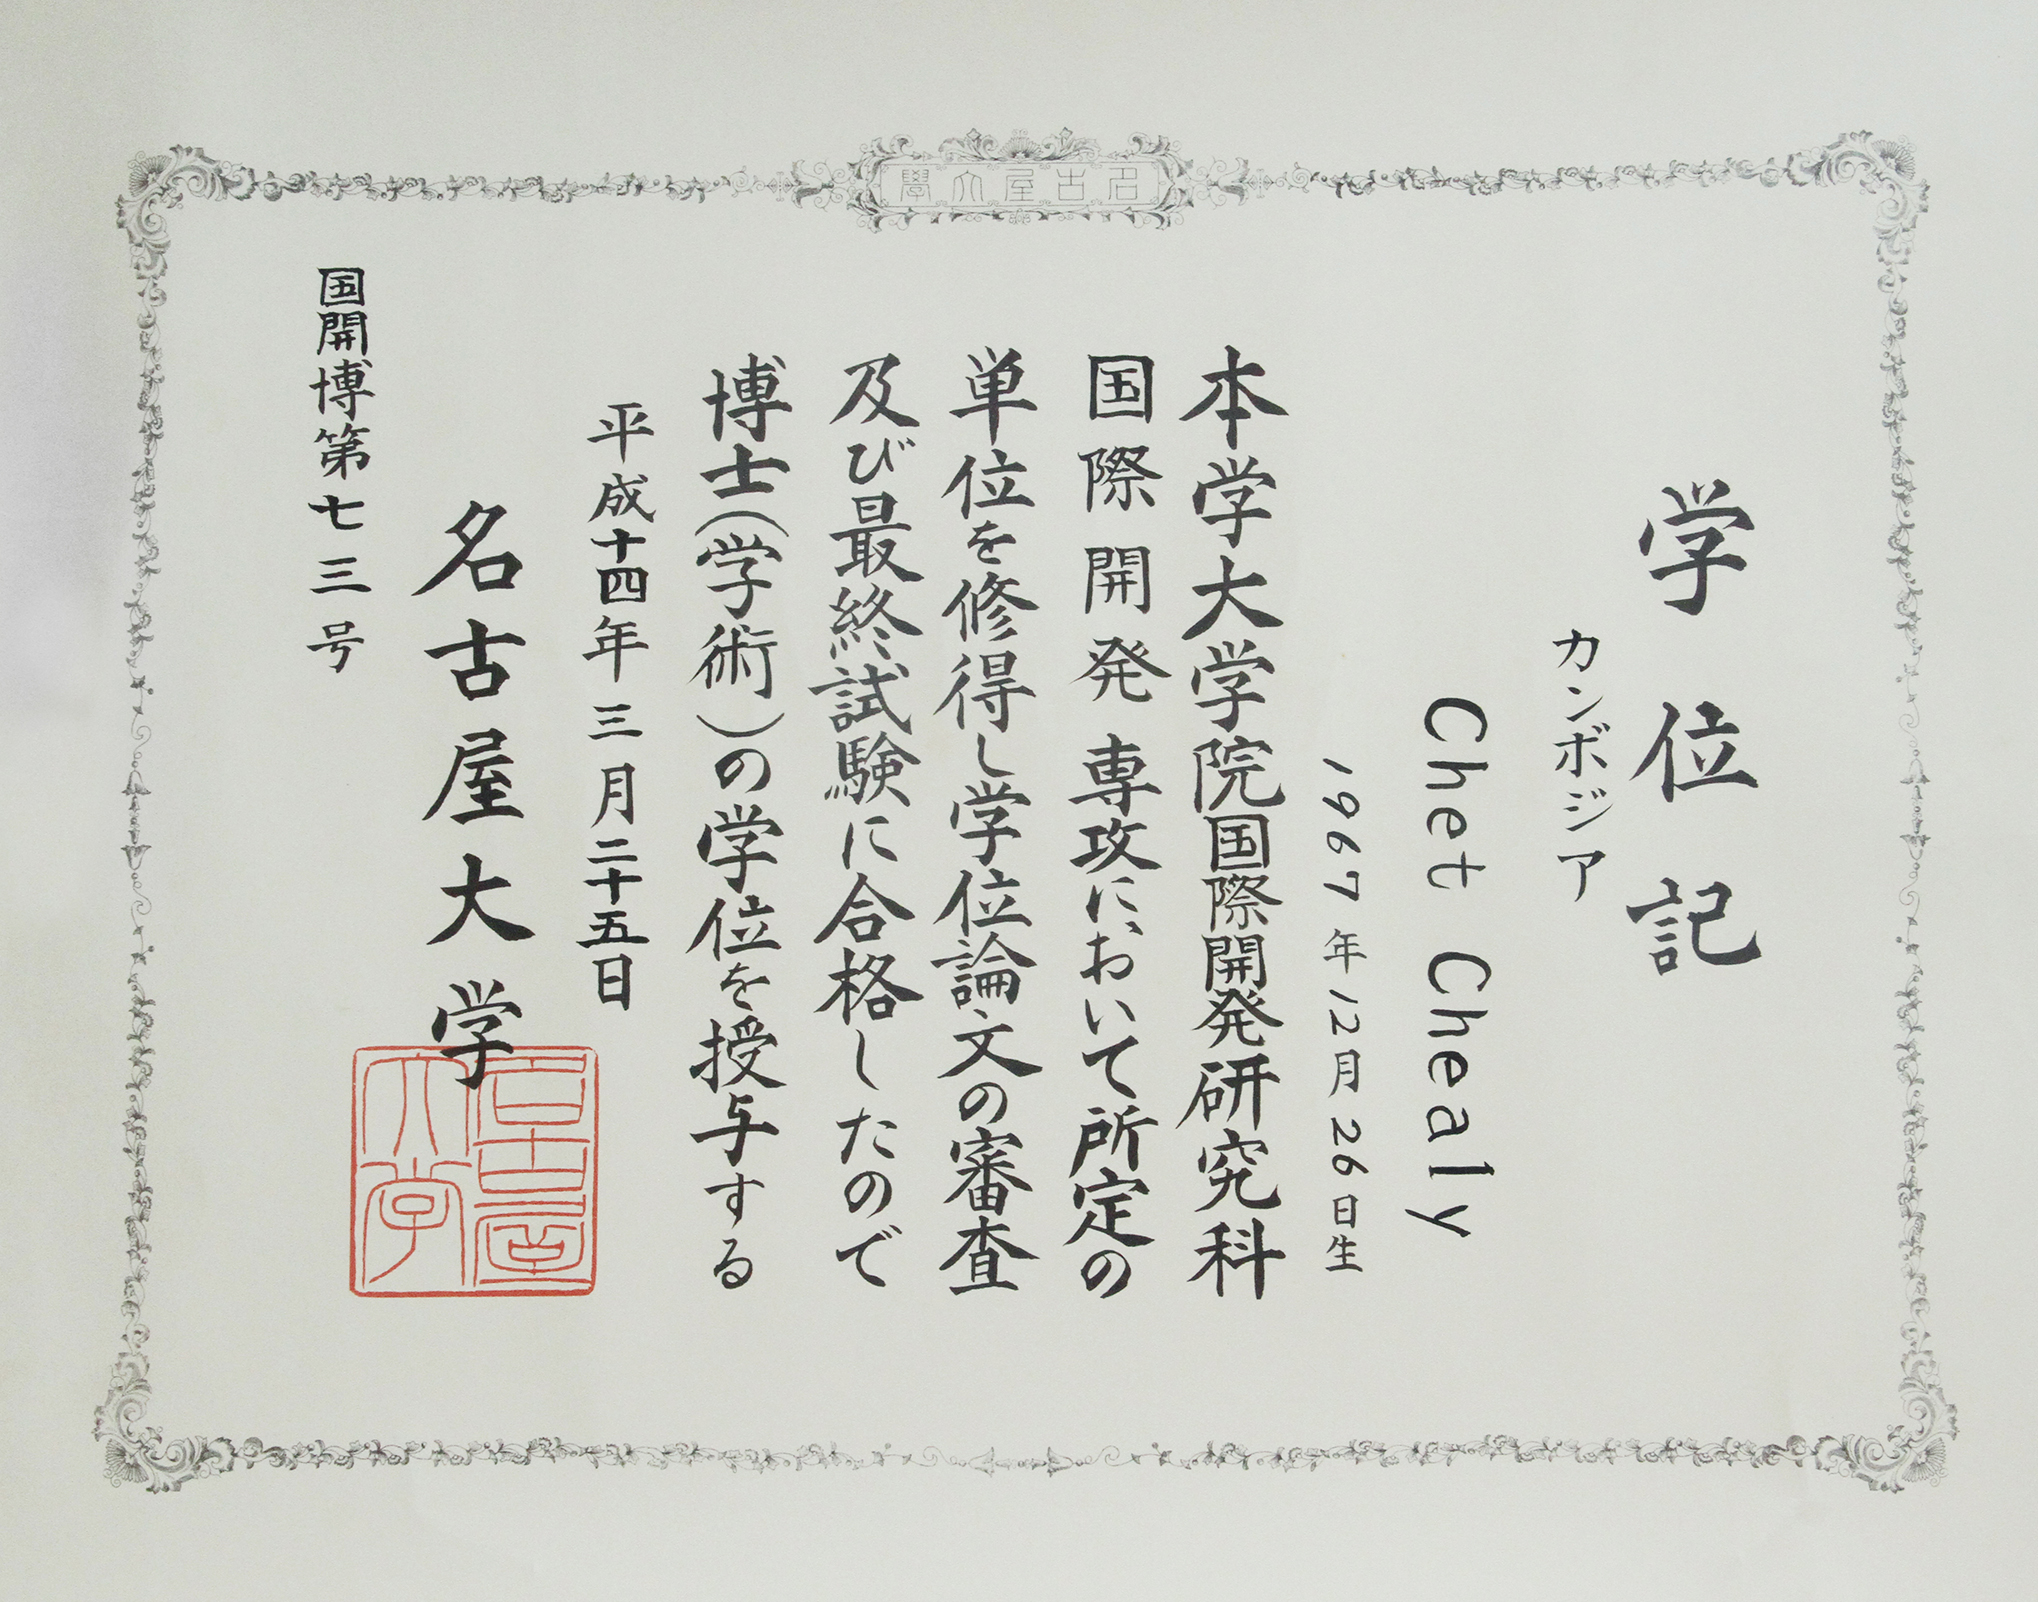 名古屋大學
学位記
カンボジア
Chet Chealy
1967年12月26日生
本学大学院国際開発研究科
国際開発専攻において所定の
単位を修得し学位論文の審査
及び最終試験に合格したので
博士(学術)の学位を授与する
平成十四年三月二十五日
名古屋大学
名古屋大学
国開博第七三号